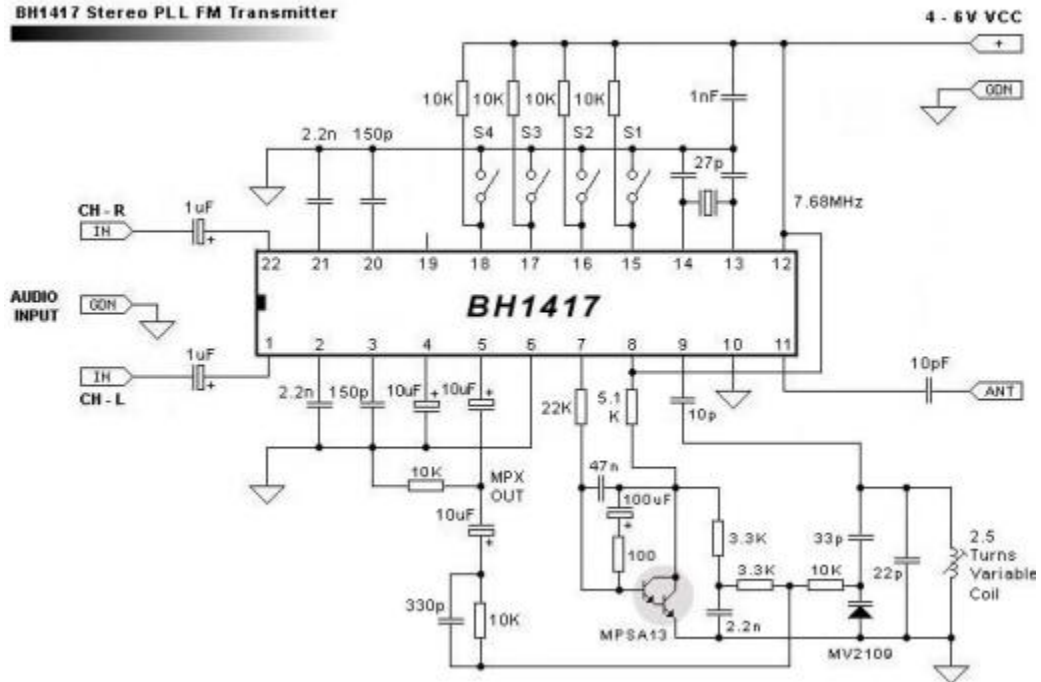 BH1417 Stereo PLL FM Transmitter
4 - 6V VCC
+
GDN
10K 10K 10K 10K
1nF
2.2n 150p
S4 S3 S2 S1
27p
7.68MHz
CH - R
IN
1uF
+
22 21 20 19 18 17 16 15 14 13 12
AUDIO
INPUT
GDN
BH1417
1 2 3 4 5 6 7 8 9 10 11
IN
CH - L
1uF
+
10pF
ANT
2.2n 150p 10uF + 10uF +
22K
5.1
K
10p
10K
MPX
OUT
47n
100uF
+
10uF
+
100
3.3K
3.3K
10K
33p
22p
2.5
Turns
Variable
Coil
330p
10K
MPSA13
2.2n
MV2109